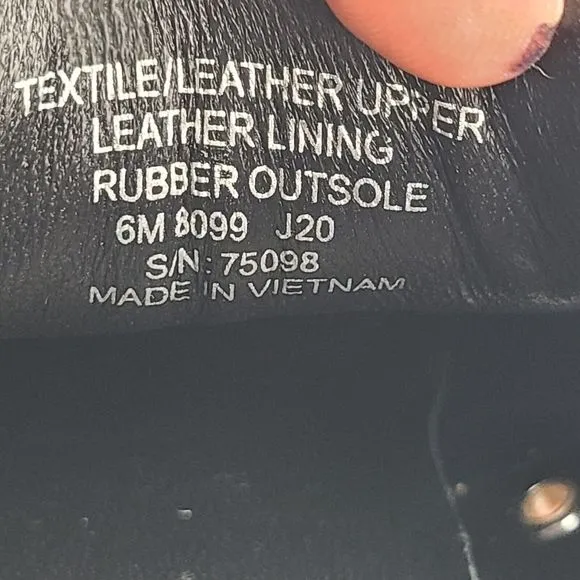 TEXTILE/LEATHER UPPER
LEATHER LINING
RUBBER OUTSOLE
6M 8099 J20
S/N: 75098
MADE IN VIETNAM